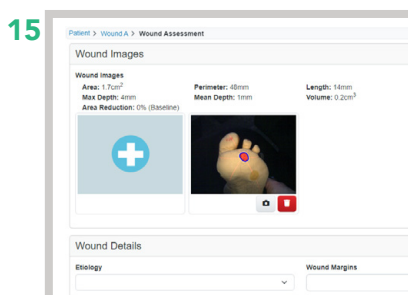 15
Patient > Wound A > Wound Assessment
Wound Images
Wound Images
Area: 1.7cm² Perimeter: 48mm Length: 14mm
Max Depth: 4mm Mean Depth: 1mm Volume: 0.2cm³
Area Reduction: 0% (Baseline)
Wound Details
Etiology Wound Margins